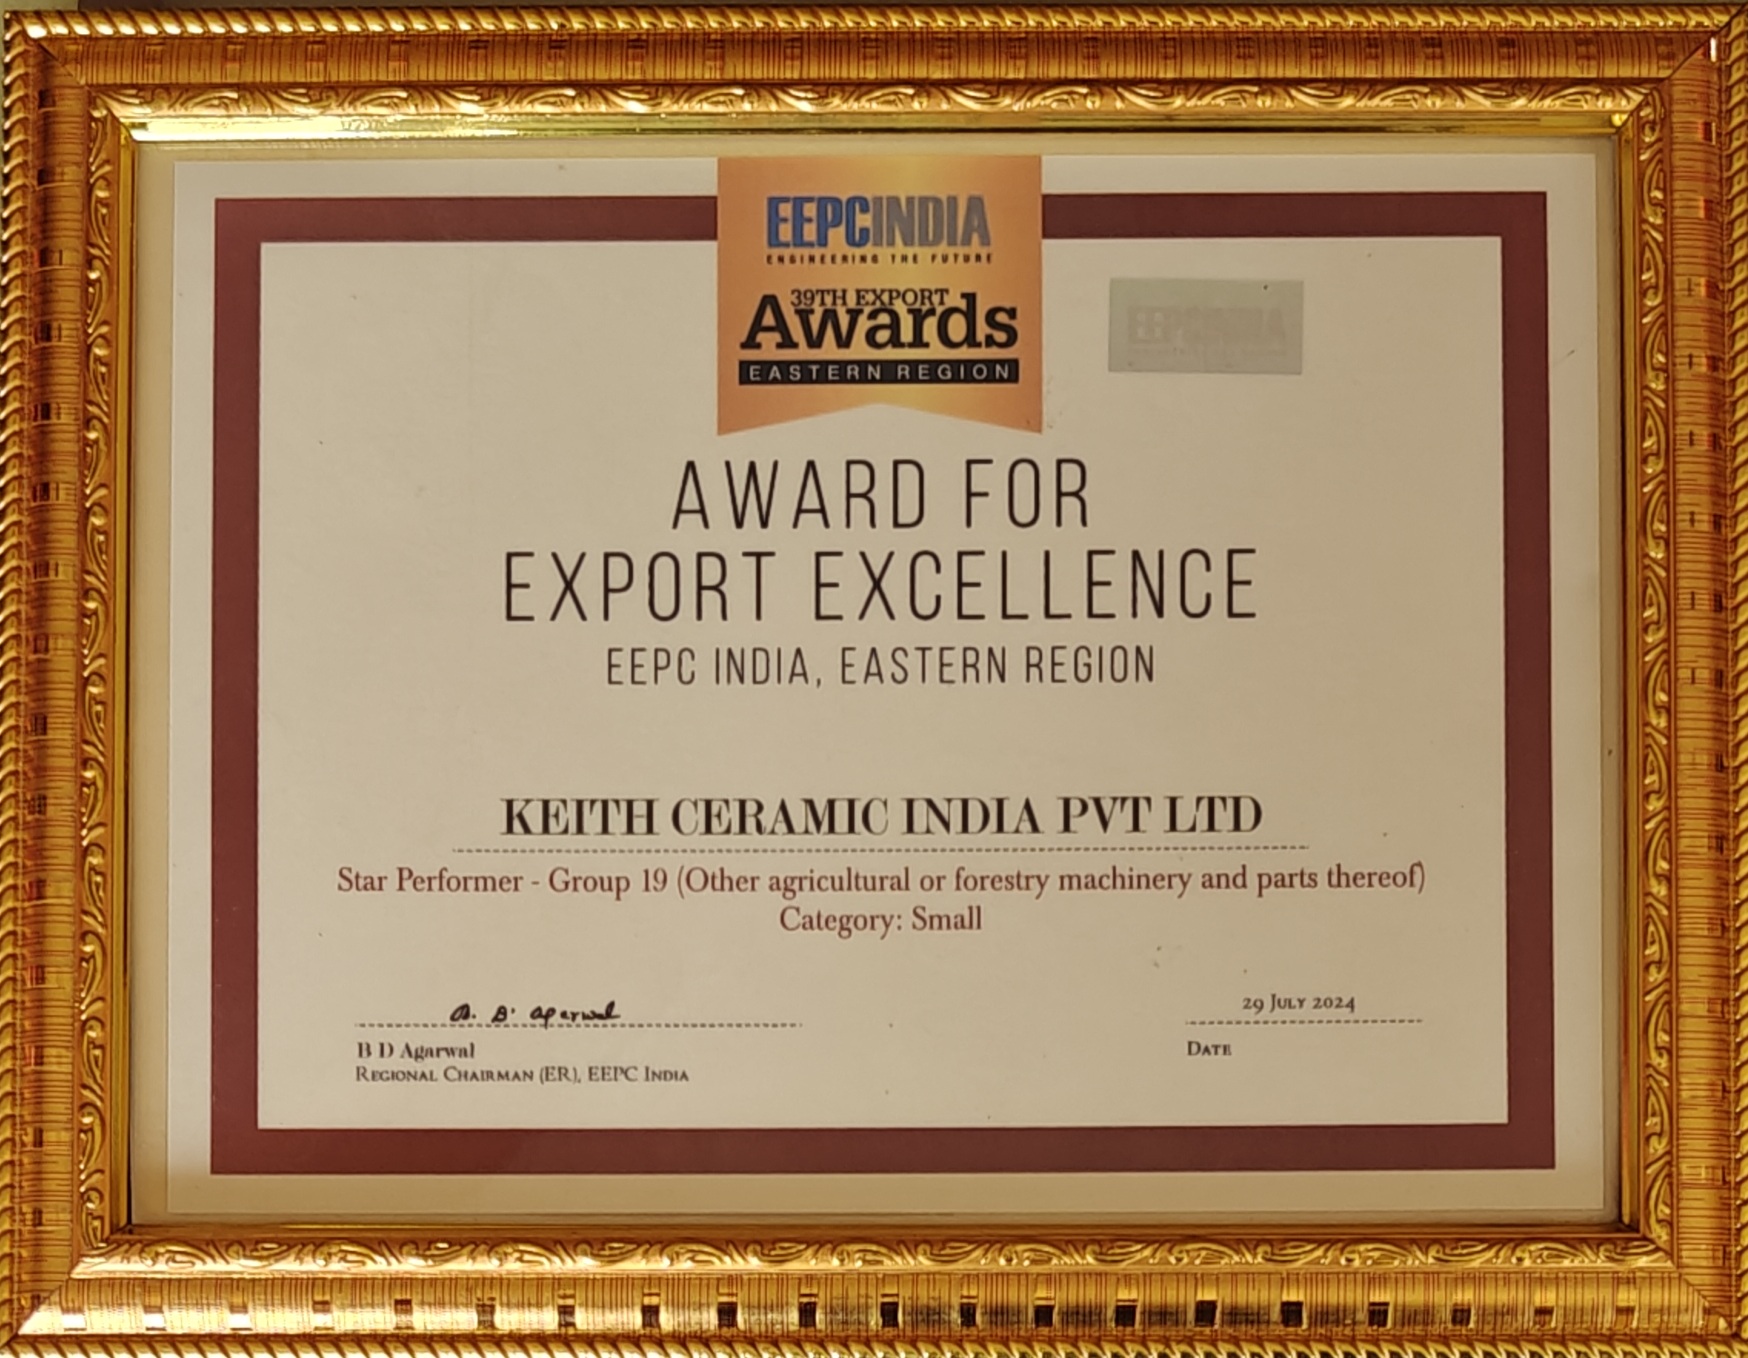 EEPCINDIA
ENGINEERING THE FUTURE
39TH EXPORT
Awards
EASTERN REGION
EEPCINDIA
AWARD FOR
EXPORT EXCELLENCE
EEPC INDIA, EASTERN REGION
KEITH CERAMIC INDIA PVT LTD
Star Performer - Group 19 (Other agricultural or forestry machinery and parts thereof)
Category: Small
B. D. Agarwal
29 JULY 2024
B D Agarwal
DATE
REGIONAL CHAIRMAN (ER), EEPC INDIA